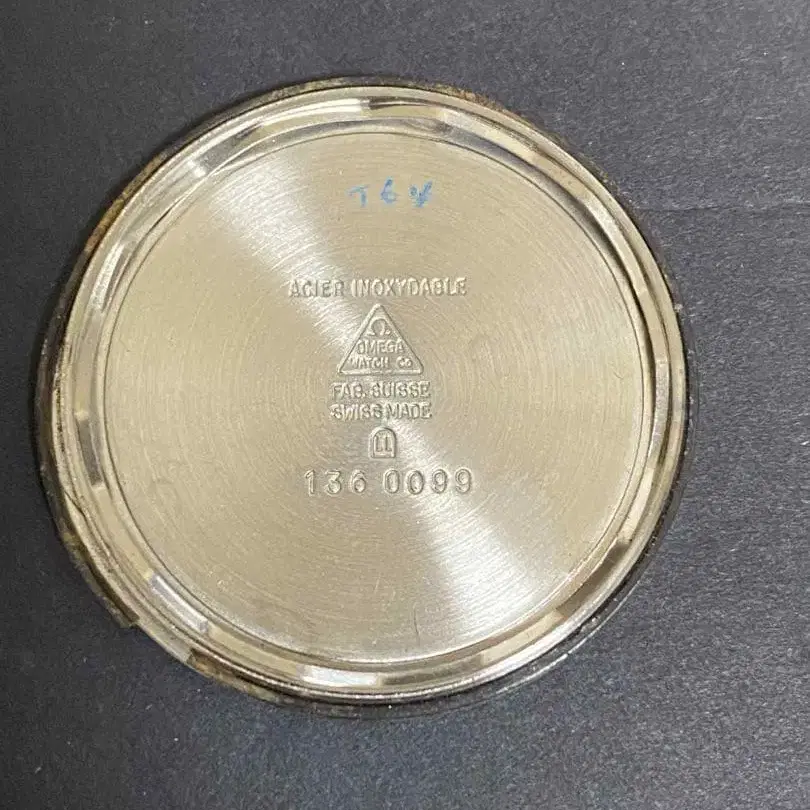 ACIER INOXYDABLE
Ω
OMEGA
WATCH Co
FAB. SUISSE
SWISS MADE
136 0099